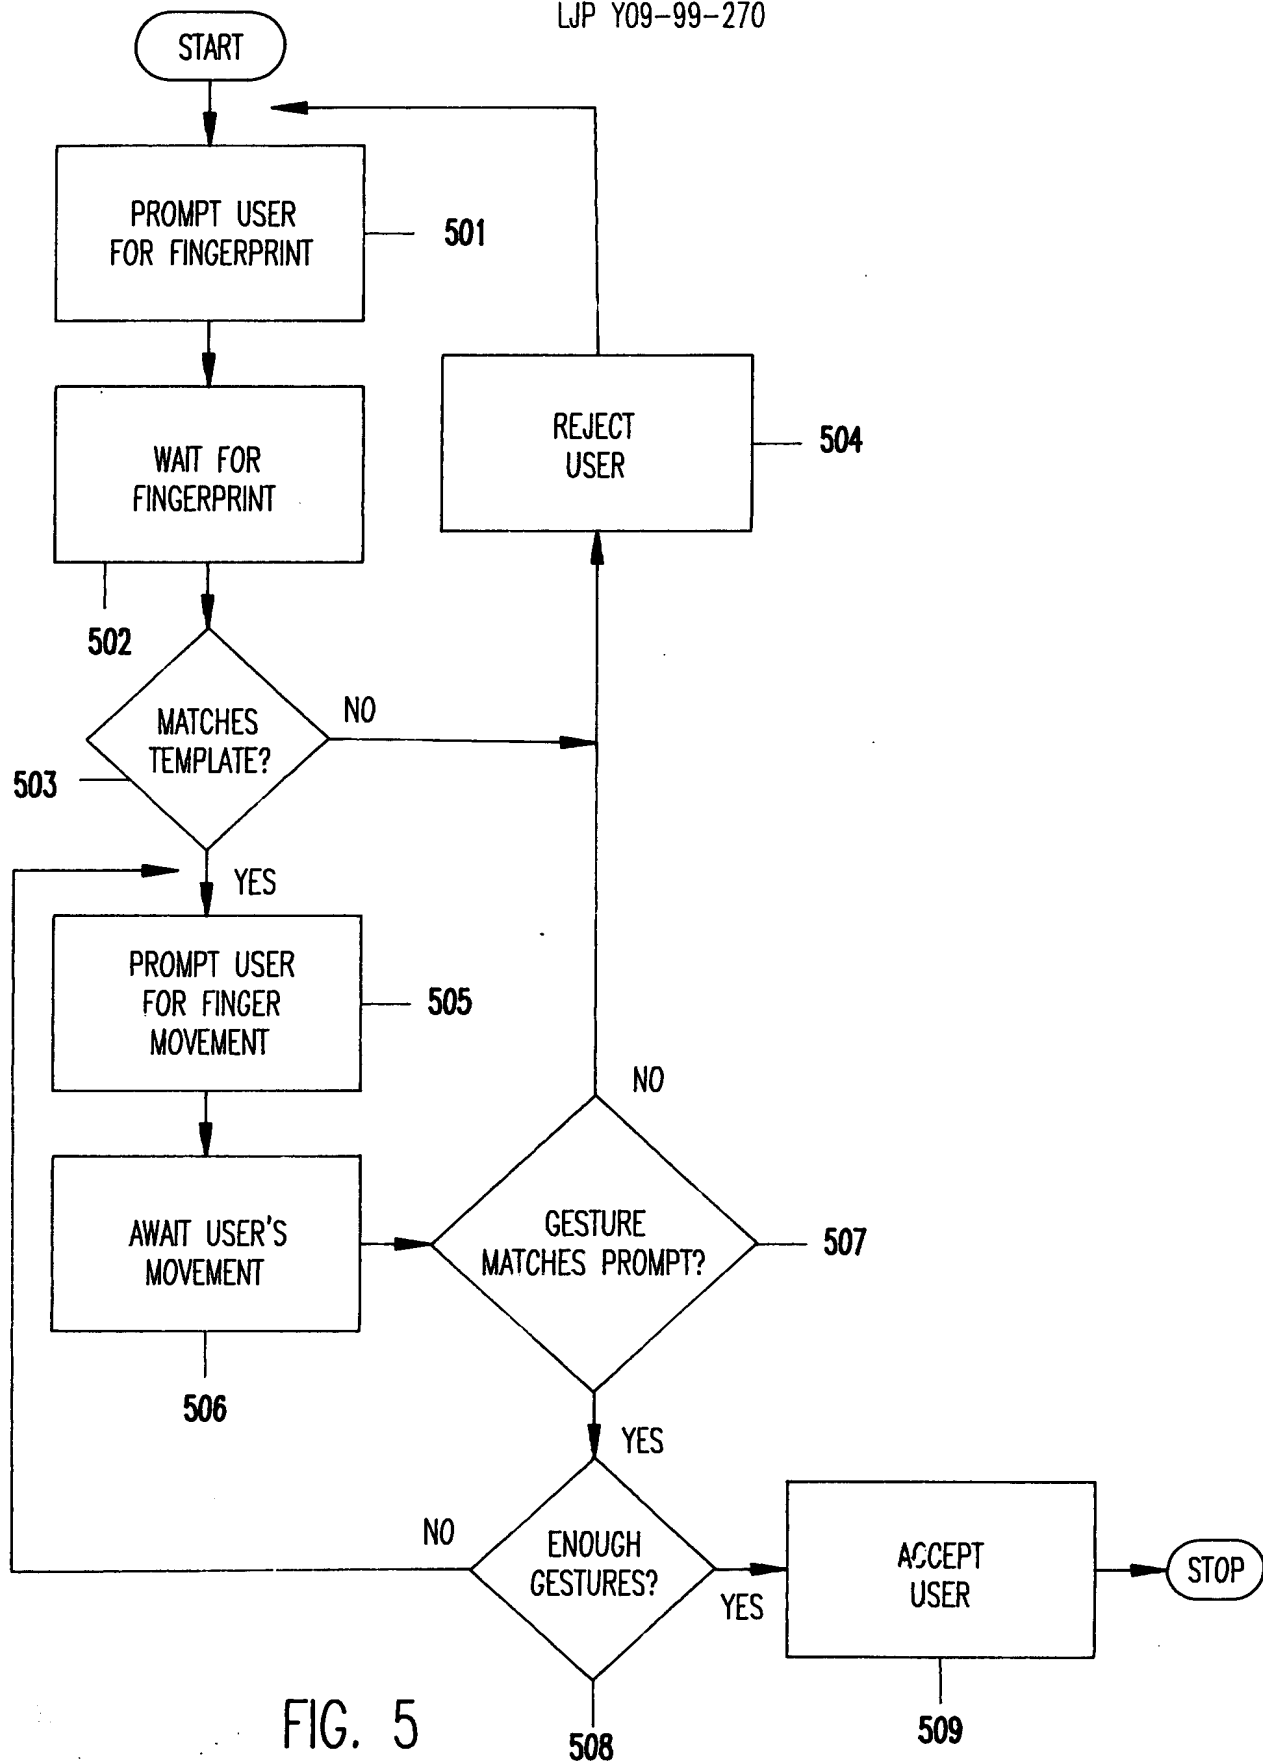 LJP Y09-99-270
START
PROMPT USER
FOR FINGERPRINT
501
WAIT FOR
FINGERPRINT
502
REJECT
USER
504
MATCHES
TEMPLATE?
NO
503
YES
PROMPT USER
FOR FINGER
MOVEMENT
505
NO
AWAIT USER'S
MOVEMENT
506
GESTURE
MATCHES PROMPT?
507
YES
NO
ENOUGH
GESTURES?
YES
508
ACCEPT
USER
509
STOP
FIG. 5